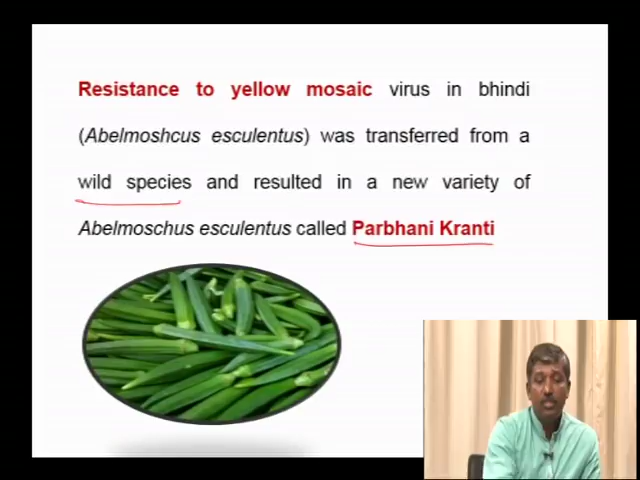 Resistance to yellow mosaic virus in bhindi
(Abelmoshcus esculentus) was transferred from a
wild species and resulted in a new variety of
Abelmoschus esculentus called Parbhani Kranti